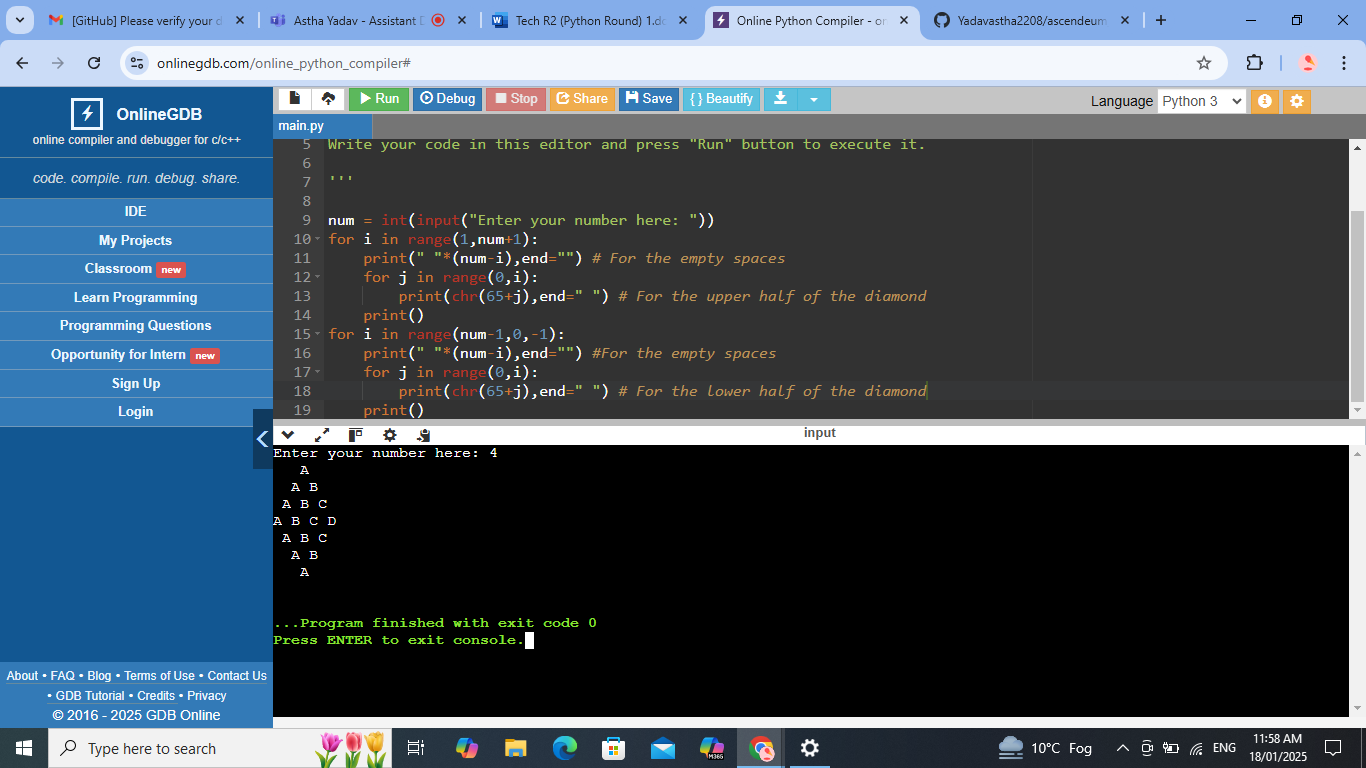 [GitHub] Please verify your d
Astha Yadav - Assistant D
Tech R2 (Python Round) 1.dc
Online Python Compiler - on
Yadavastha2208/ascendeum
onlinegdb.com/online_python_compiler#
OnlineGDB
online compiler and debugger for c/c++
code. compile. run. debug. share.
IDE
My Projects
Classroom new
Learn Programming
Programming Questions
Opportunity for Intern new
Sign Up
Login
About • FAQ • Blog • Terms of Use • Contact Us
• GDB Tutorial • Credits • Privacy
© 2016 - 2025 GDB Online
Run Debug Stop Share Save { } Beautify
Language Python 3
main.py
5 Write your code in this editor and press "Run" button to execute it.
6
7 '''
8
9 num = int(input("Enter your number here: "))
10 for i in range(1,num+1):
11     print(" "*(num-i),end="") # For the empty spaces
12     for j in range(0,i):
13         print(chr(65+j),end=" ") # For the upper half of the diamond
14     print()
15 for i in range(num-1,0,-1):
16     print(" "*(num-i),end="") #For the empty spaces
17     for j in range(0,i):
18         print(chr(65+j),end=" ") # For the lower half of the diamond
19     print()
input
Enter your number here: 4
   A
  A B
 A B C
A B C D
 A B C
  A B
   A
...Program finished with exit code 0
Press ENTER to exit console.
Type here to search
M365
10°C Fog
ENG
11:58 AM
18/01/2025